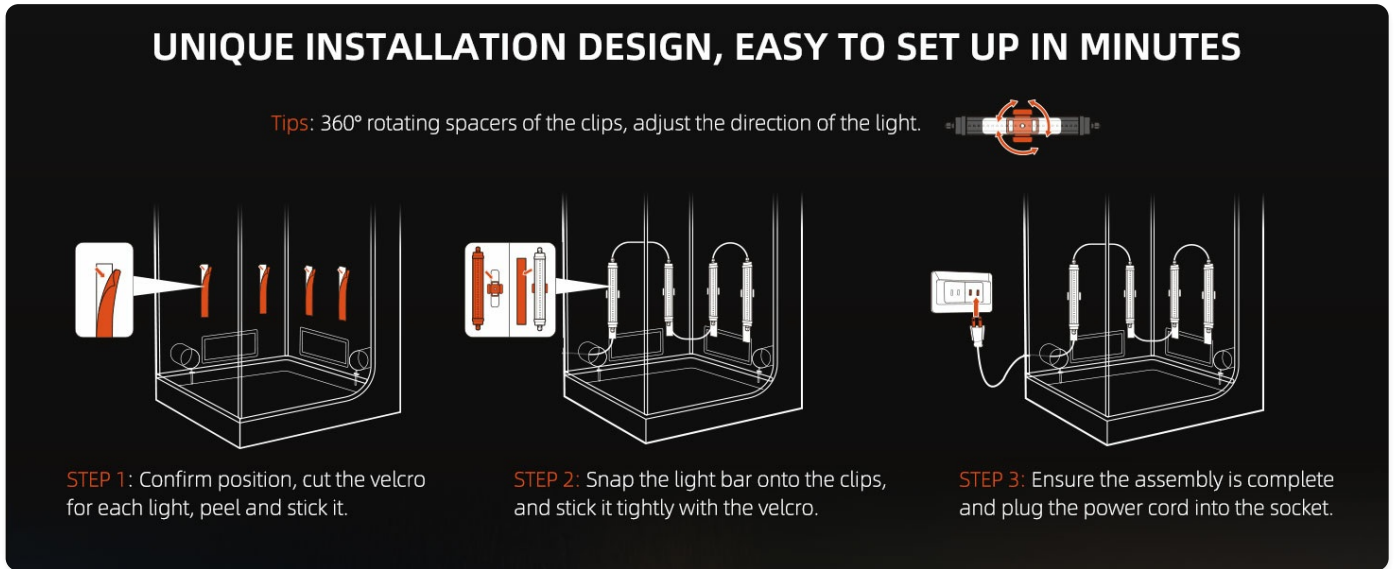 UNIQUE INSTALLATION DESIGN, EASY TO SET UP IN MINUTES
Tips: 360° rotating spacers of the clips, adjust the direction of the light.
STEP 1: Confirm position, cut the velcro
for each light, peel and stick it.
STEP 2: Snap the light bar onto the clips,
and stick it tightly with the velcro.
STEP 3: Ensure the assembly is complete
and plug the power cord into the socket.